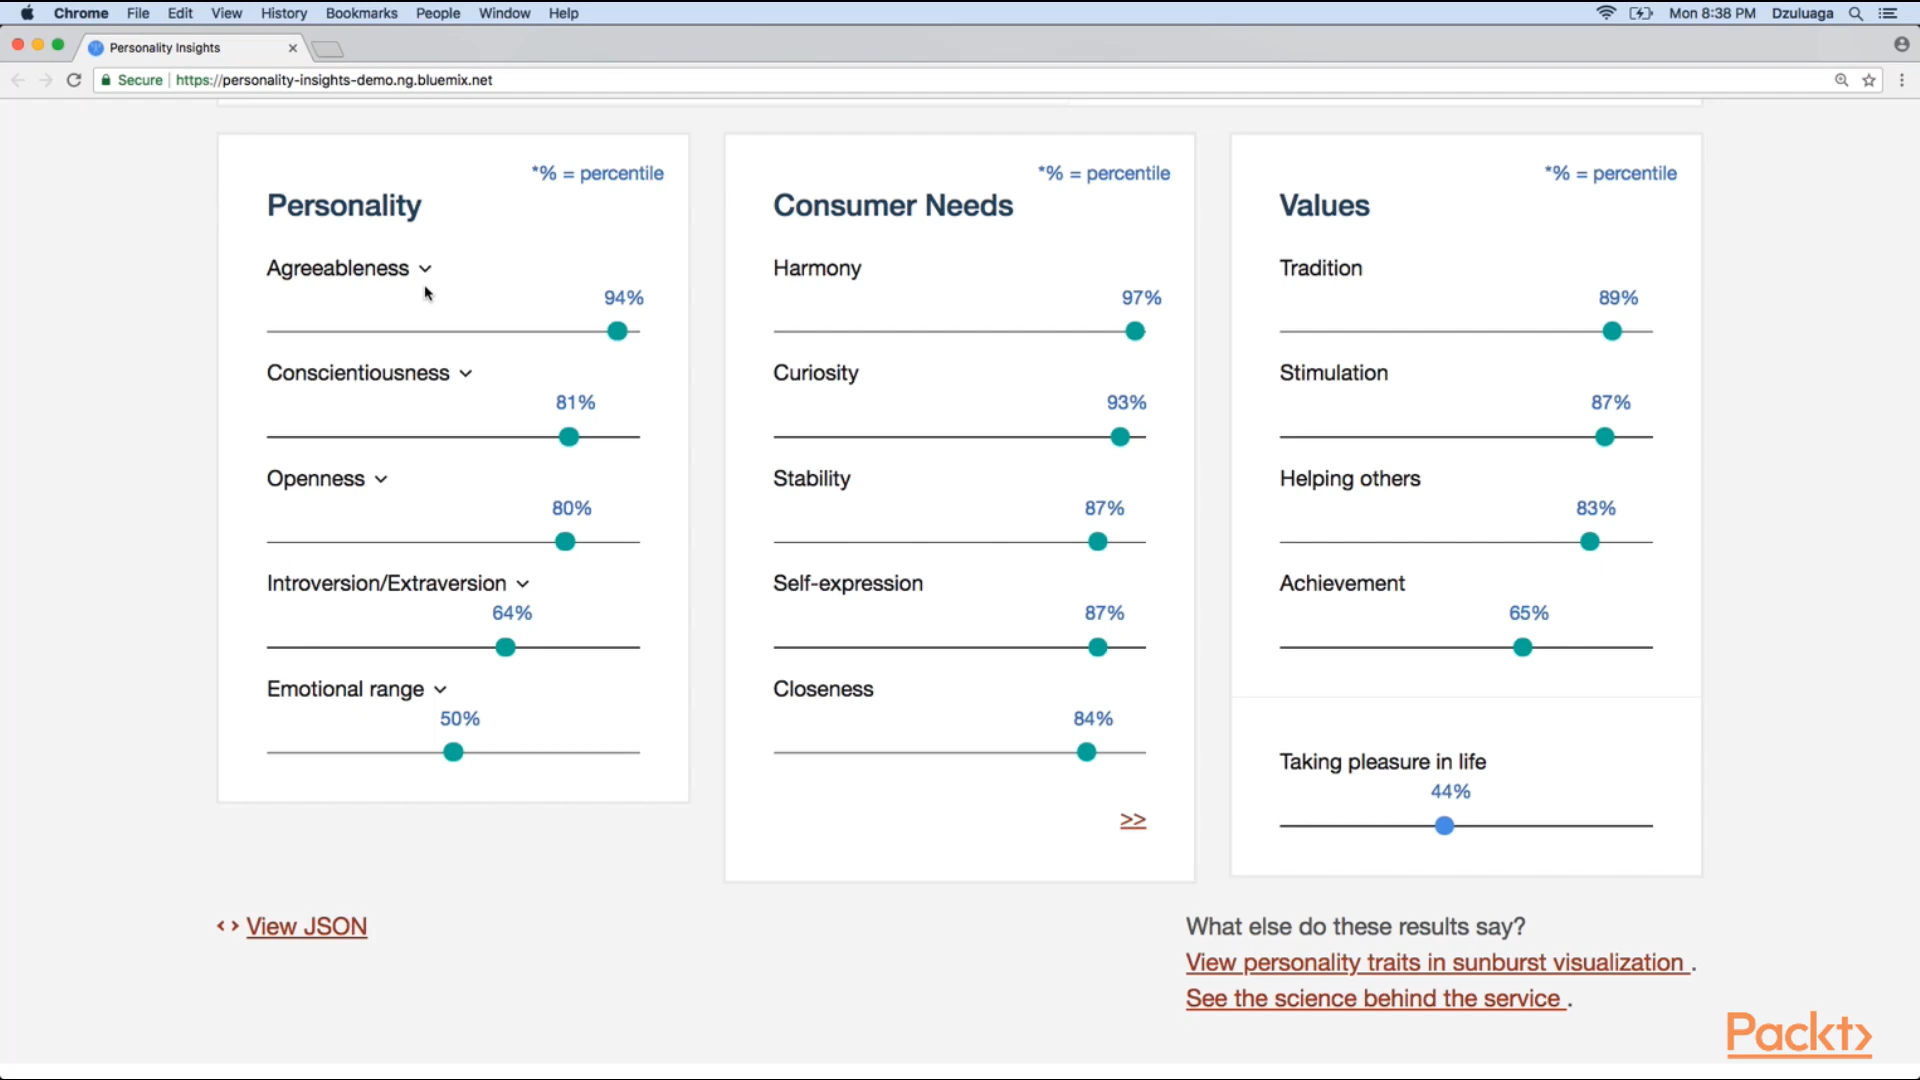 Chrome File Edit View History Bookmarks People Window Help Mon 8:38 PM Dzuluaga
Personality Insights
Secure https://personality-insights-demo.ng.bluemix.net
*% = percentile
Personality
Agreeableness
94%
Conscientiousness
81%
Openness
80%
Introversion/Extraversion
64%
Emotional range
50%
*% = percentile
Consumer Needs
Harmony
97%
Curiosity
93%
Stability
87%
Self-expression
87%
Closeness
84%
>>
*% = percentile
Values
Tradition
89%
Stimulation
87%
Helping others
83%
Achievement
65%
Taking pleasure in life
44%
<> View JSON
What else do these results say?
View personality traits in sunburst visualization .
See the science behind the service .
Packt>